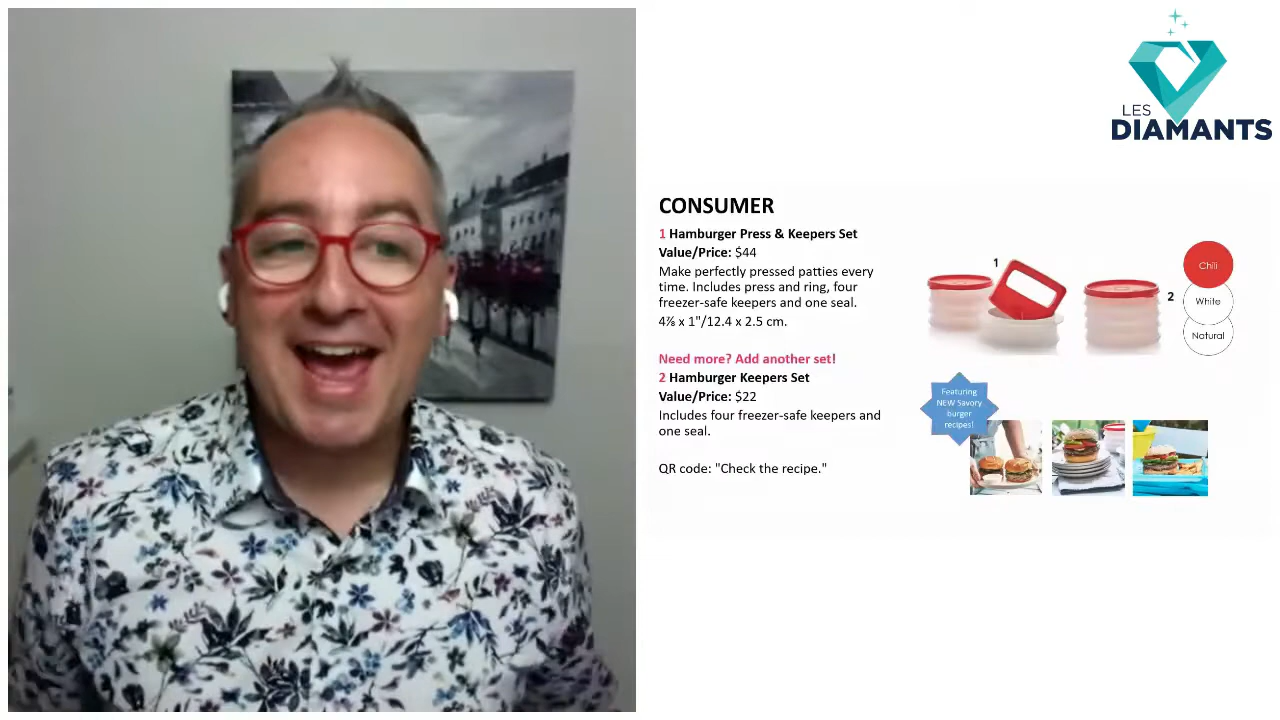 LES
DIAMANTS
CONSUMER
1 Hamburger Press & Keepers Set
Value/Price: $44
Make perfectly pressed patties every
time. Includes press and ring, four
freezer-safe keepers and one seal.
4⅞ x 1"/12.4 x 2.5 cm.
Need more? Add another set!
2 Hamburger Keepers Set
Value/Price: $22
Includes four freezer-safe keepers and
one seal.
QR code: "Check the recipe."
1
2
Chili
White
Natural
Featuring
NEW Savory
burger
recipes!